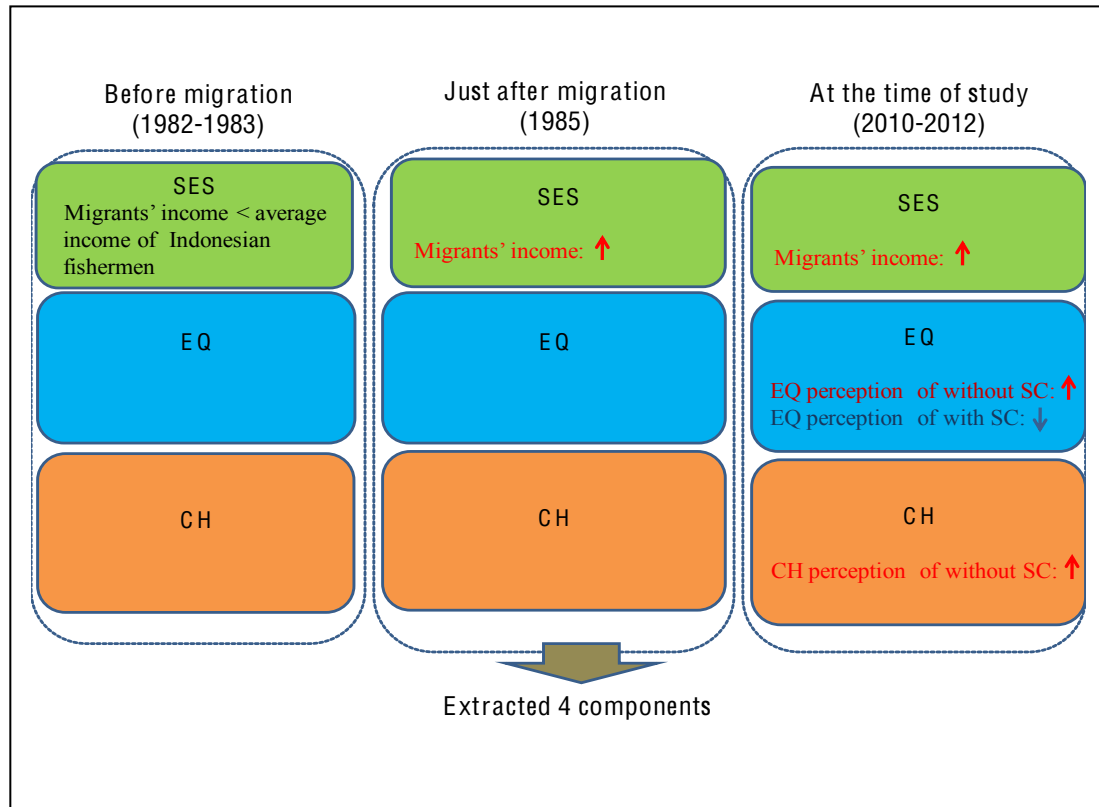 Before migration
(1982-1983)
SES
Migrants' income < average
income of Indonesian
fishermen
EQ
CH
Just after migration
(1985)
SES
Migrants' income: ↑
EQ
CH
At the time of study
(2010-2012)
SES
Migrants' income: ↑
EQ
EQ perception of without SC: ↑
EQ perception of with SC: ↓
CH
CH perception of without SC: ↑
Extracted 4 components